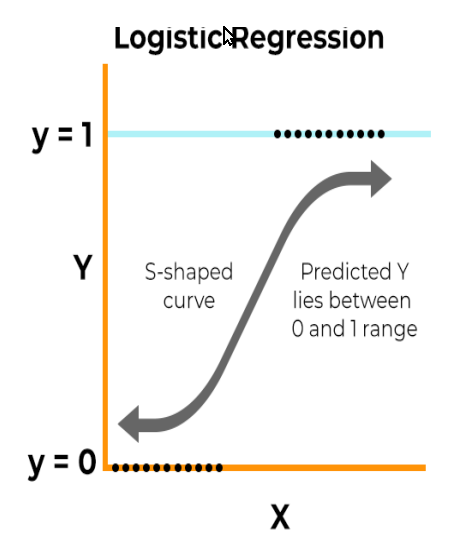 Logistic Regression
y = 1
Y
S-shaped
curve
Predicted Y
lies between
0 and 1 range
y = 0
X